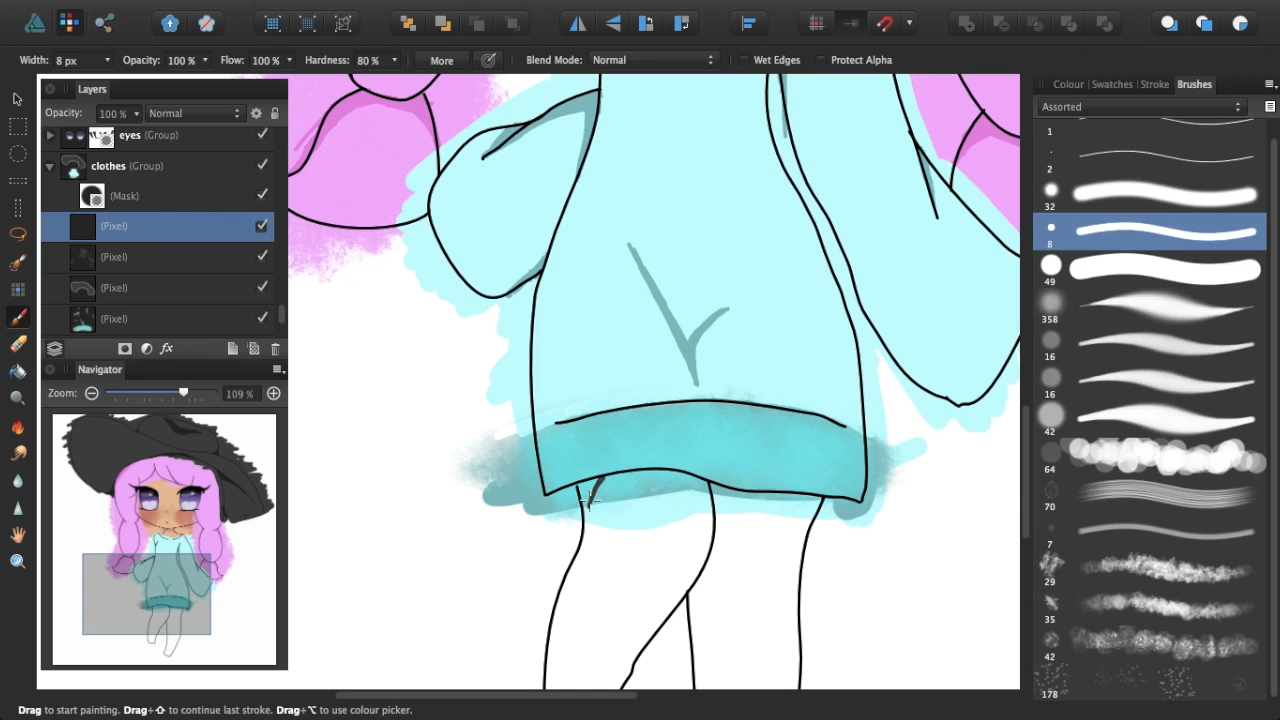 Width: 8 px Opacity: 100 % Flow: 100 % Hardness: 80 % More Blend Mode: Normal Wet Edges Protect Alpha
Layers
Opacity: 100 % Normal
eyes (Group)
clothes (Group)
(Mask)
(Pixel)
(Pixel)
(Pixel)
(Pixel)
fx
Navigator
Zoom: 109 %
Colour Swatches Stroke Brushes
Assorted
1
2
32
8
49
358
16
16
42
64
70
7
29
35
42
178
Drag to start painting. Drag+⇧ to continue last stroke. Drag+⌥ to use colour picker.